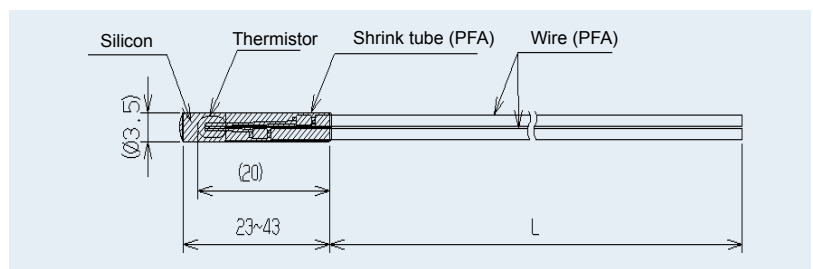 Silicon Thermistor Shrink tube (PFA) Wire (PFA)
(Ø3.5)
(20)
23~43 L